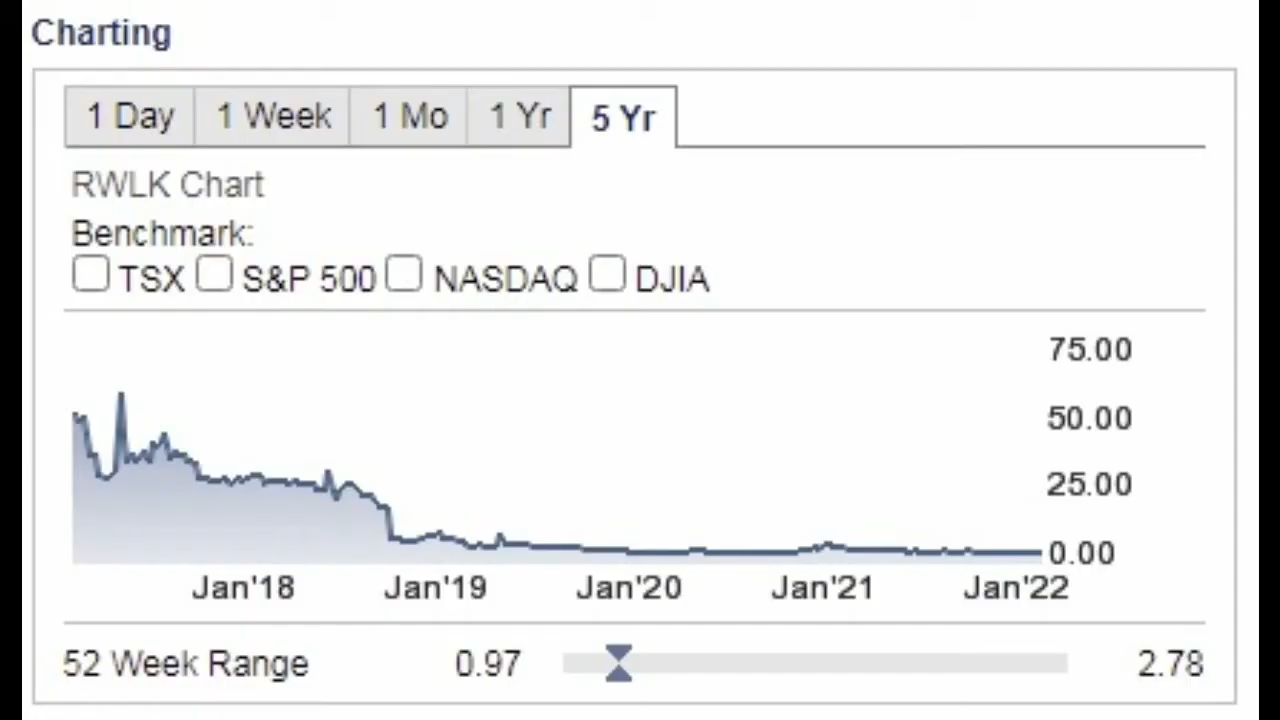 Charting
1 Day 1 Week 1 Mo 1 Yr 5 Yr
RWLK Chart
Benchmark:
TSX S&P 500 NASDAQ DJIA
75.00
50.00
25.00
0.00
Jan'18 Jan'19 Jan'20 Jan'21 Jan'22
52 Week Range 0.97 2.78